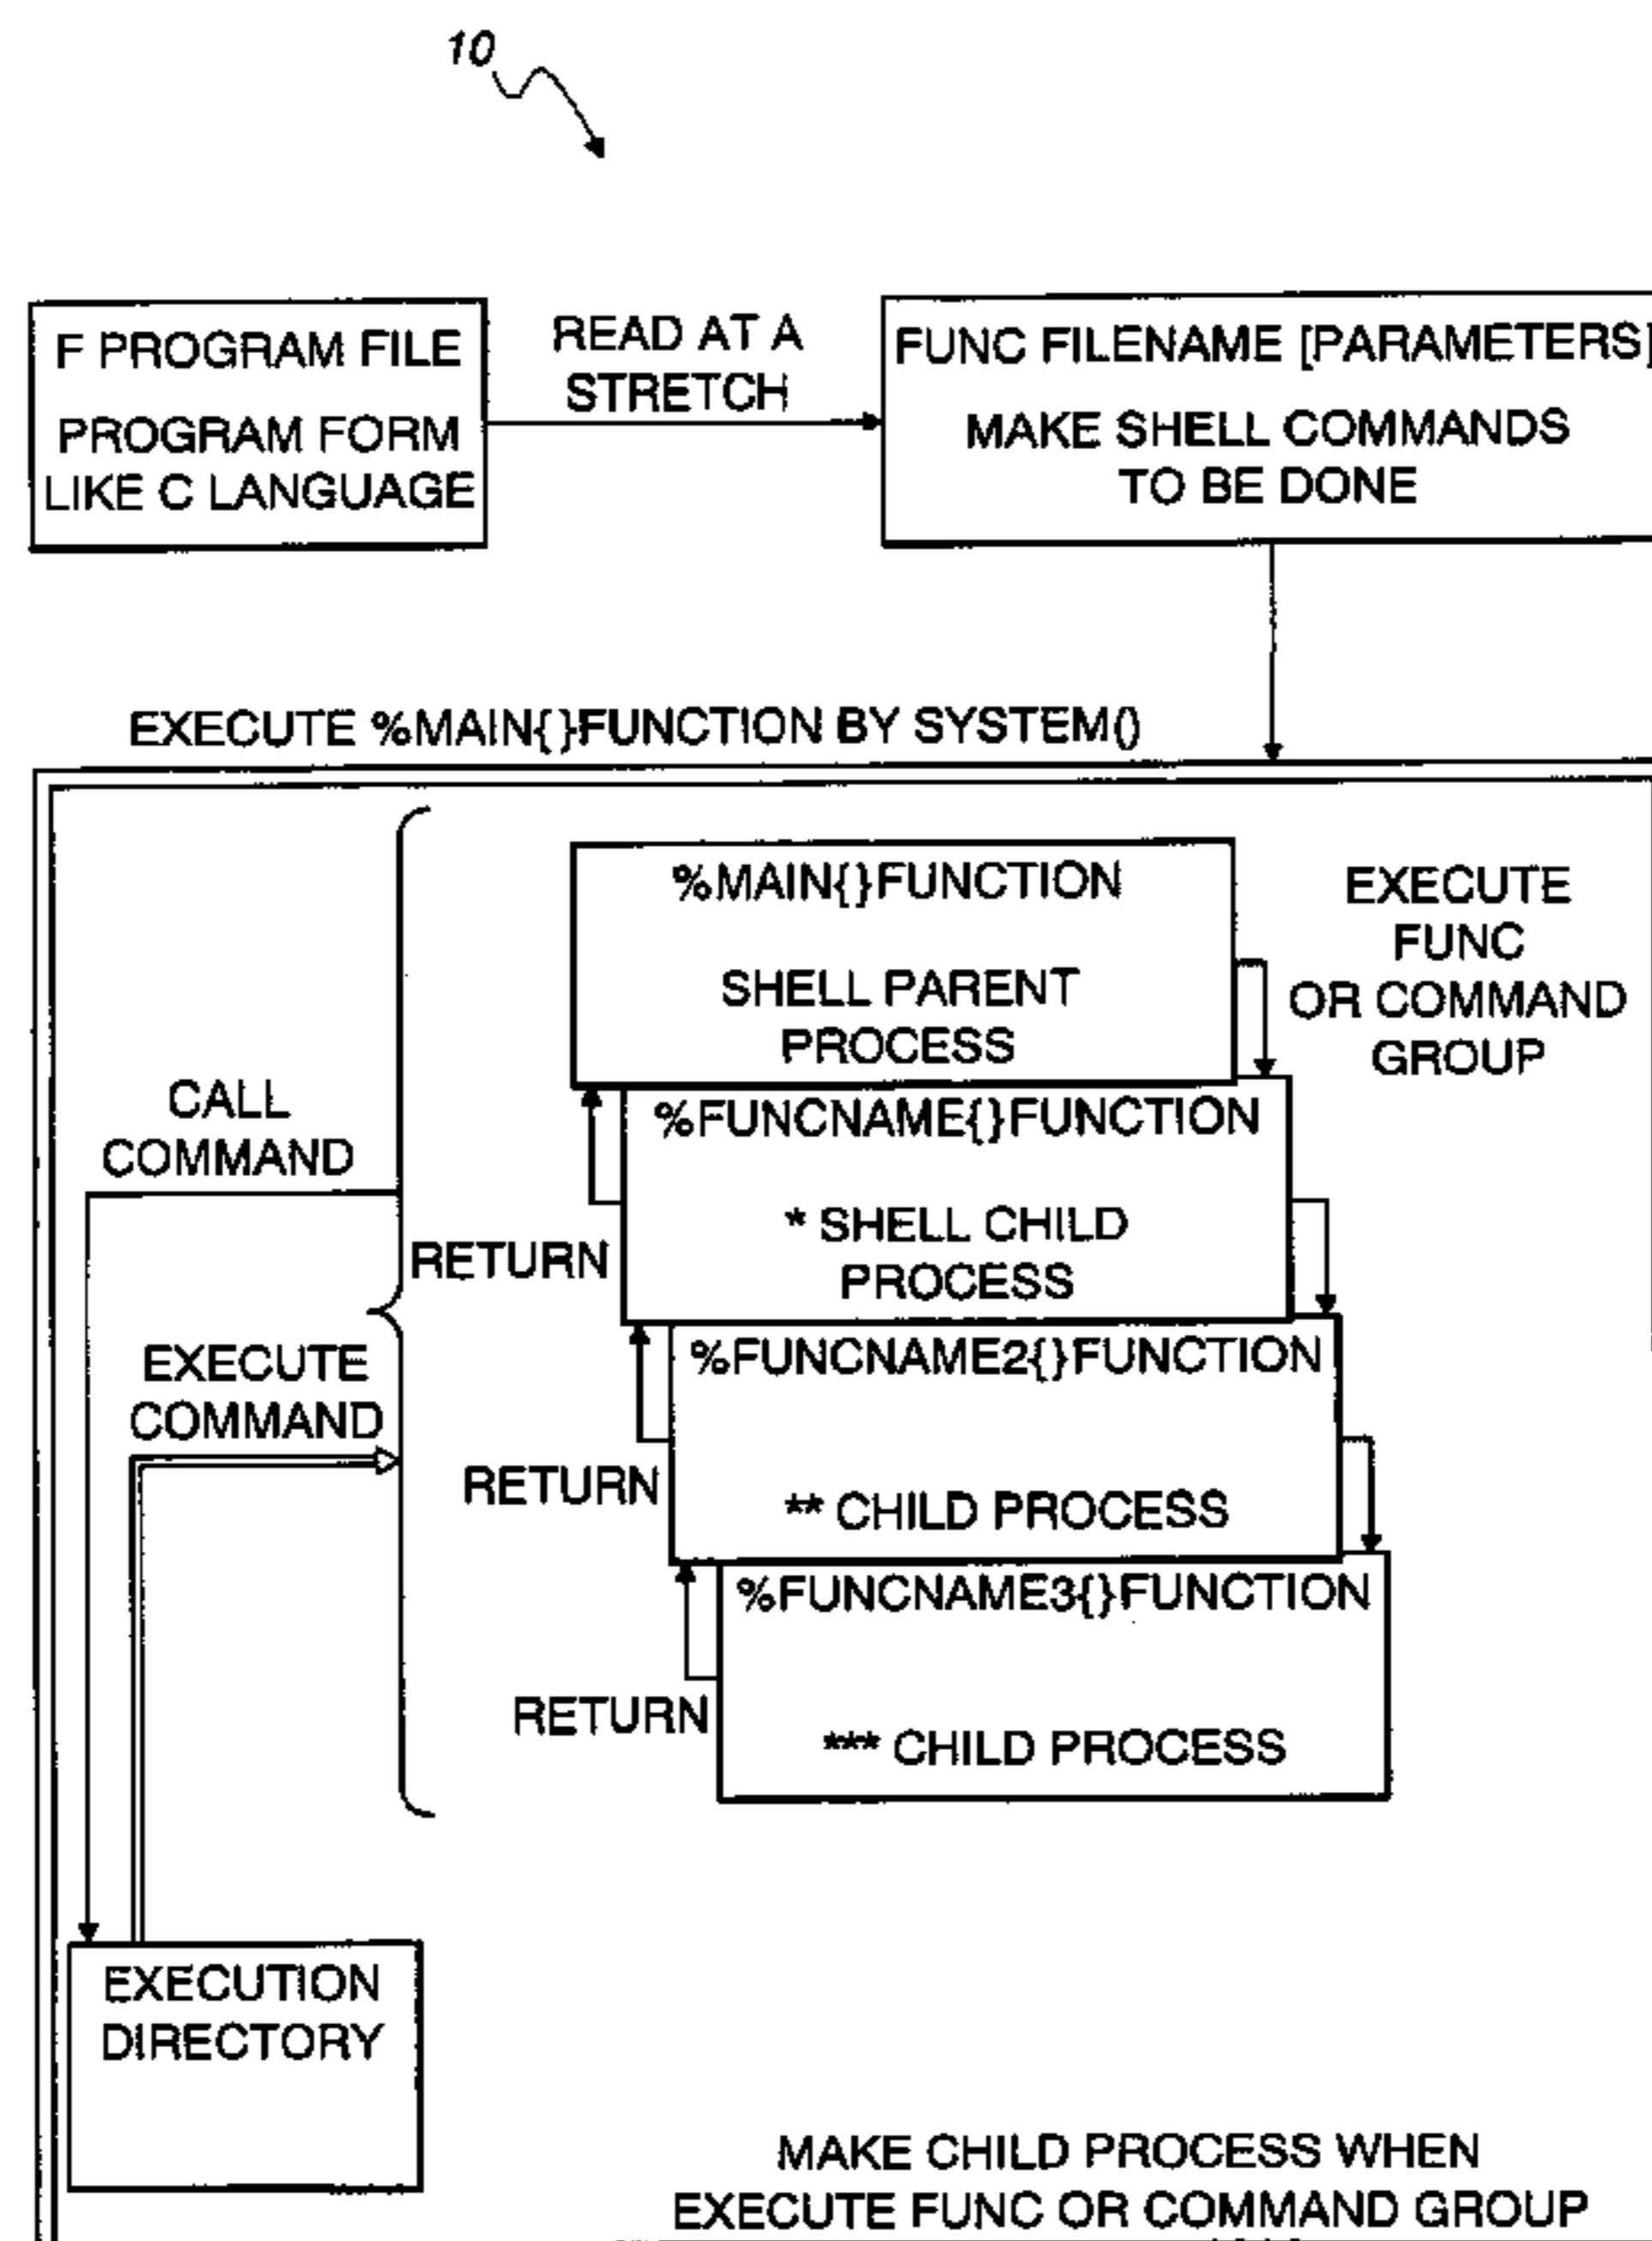 10
F PROGRAM FILE
PROGRAM FORM
LIKE C LANGUAGE
READ AT A
STRETCH
FUNC FILENAME [PARAMETERS]
MAKE SHELL COMMANDS
TO BE DONE
EXECUTE %MAIN{}FUNCTION BY SYSTEM()
%MAIN{}FUNCTION
SHELL PARENT
PROCESS
EXECUTE
FUNC
OR COMMAND
GROUP
CALL
COMMAND
%FUNCNAME{}FUNCTION
* SHELL CHILD
PROCESS
RETURN
EXECUTE
COMMAND
%FUNCNAME2{}FUNCTION
** CHILD PROCESS
RETURN
%FUNCNAME3{}FUNCTION
*** CHILD PROCESS
RETURN
EXECUTION
DIRECTORY
MAKE CHILD PROCESS WHEN
EXECUTE FUNC OR COMMAND GROUP